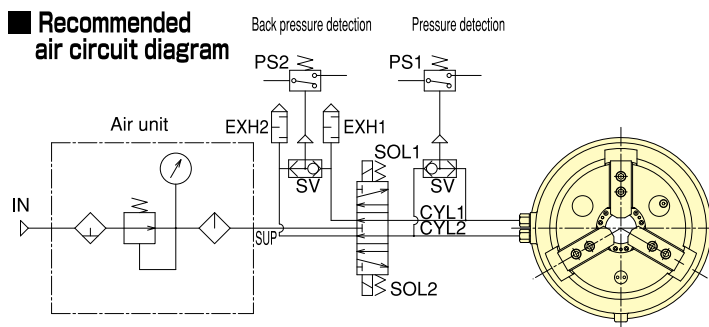 Recommended
air circuit diagram
Back pressure detection
Pressure detection
PS2
PS1
Air unit
EXH2
EXH1
SOL1
SV
SV
IN
CYL1
CYL2
SUP
SOL2